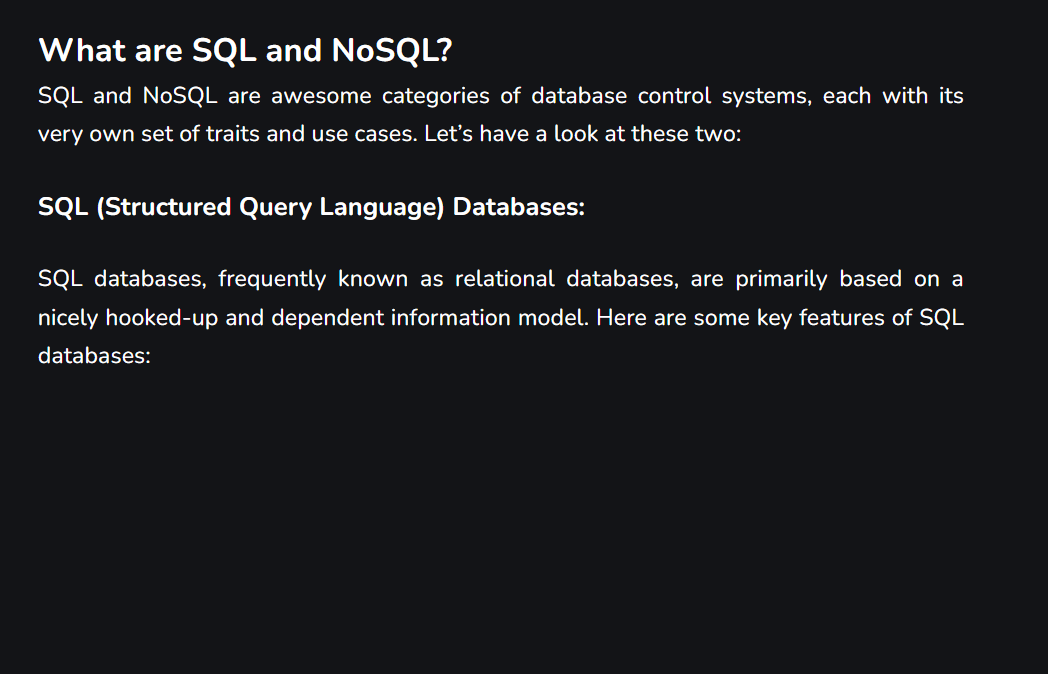 What are SQL and NoSQL?
SQL and NoSQL are awesome categories of database control systems, each with its
very own set of traits and use cases. Let’s have a look at these two:
SQL (Structured Query Language) Databases:
SQL databases, frequently known as relational databases, are primarily based on a
nicely hooked-up and dependent information model. Here are some key features of SQL
databases: